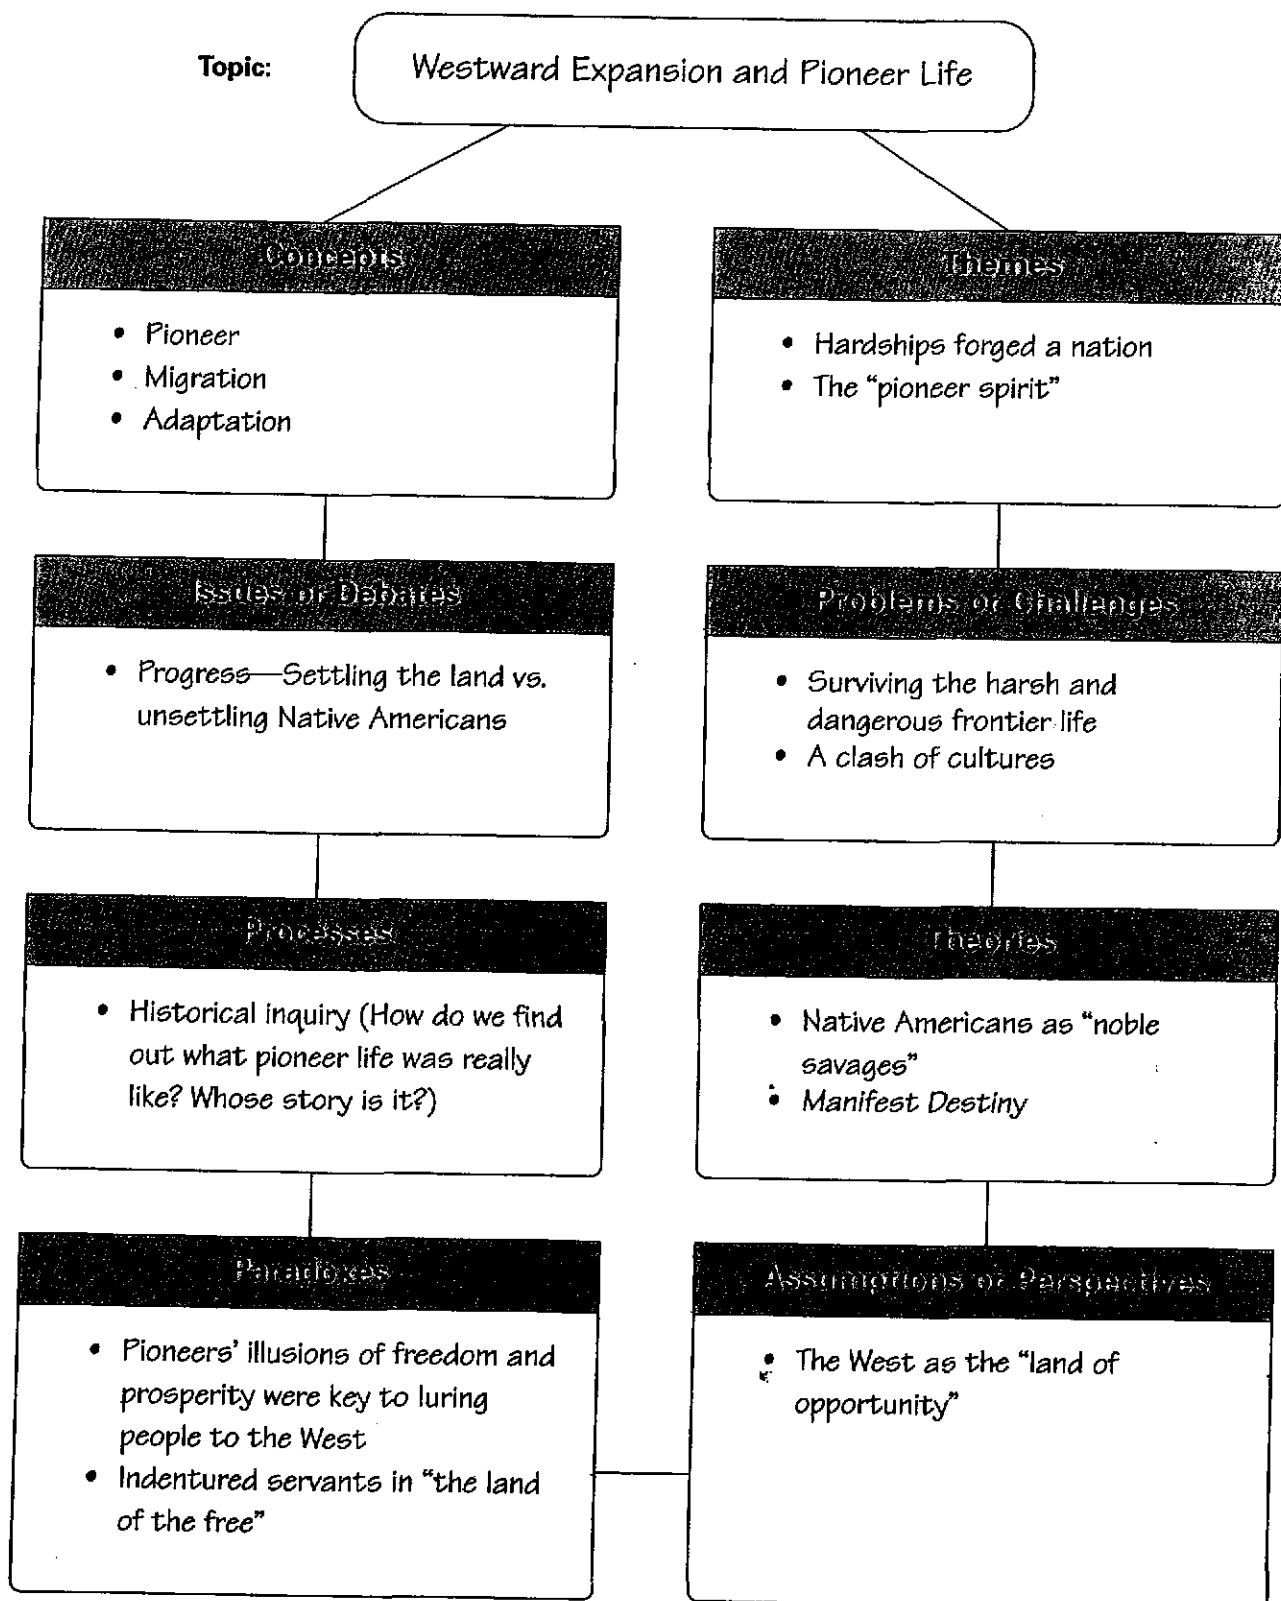 Topic:
Westward Expansion and Pioneer Life
Concepts
• Pioneer
• Migration
• Adaptation
Themes
• Hardships forged a nation
• The “pioneer spirit”
Issues or Debates
• Progress—Settling the land vs.
unsettling Native Americans
Problems or Challenges
• Surviving the harsh and
dangerous frontier life
• A clash of cultures
Processes
• Historical inquiry (How do we find
out what pioneer life was really
like? Whose story is it?)
Theories
• Native Americans as “noble
savages”
• Manifest Destiny
Paradoxes
• Pioneers’ illusions of freedom and
prosperity were key to luring
people to the West
• Indentured servants in “the land
of the free”
Assumptions or Perspectives
• The West as the “land of
opportunity”